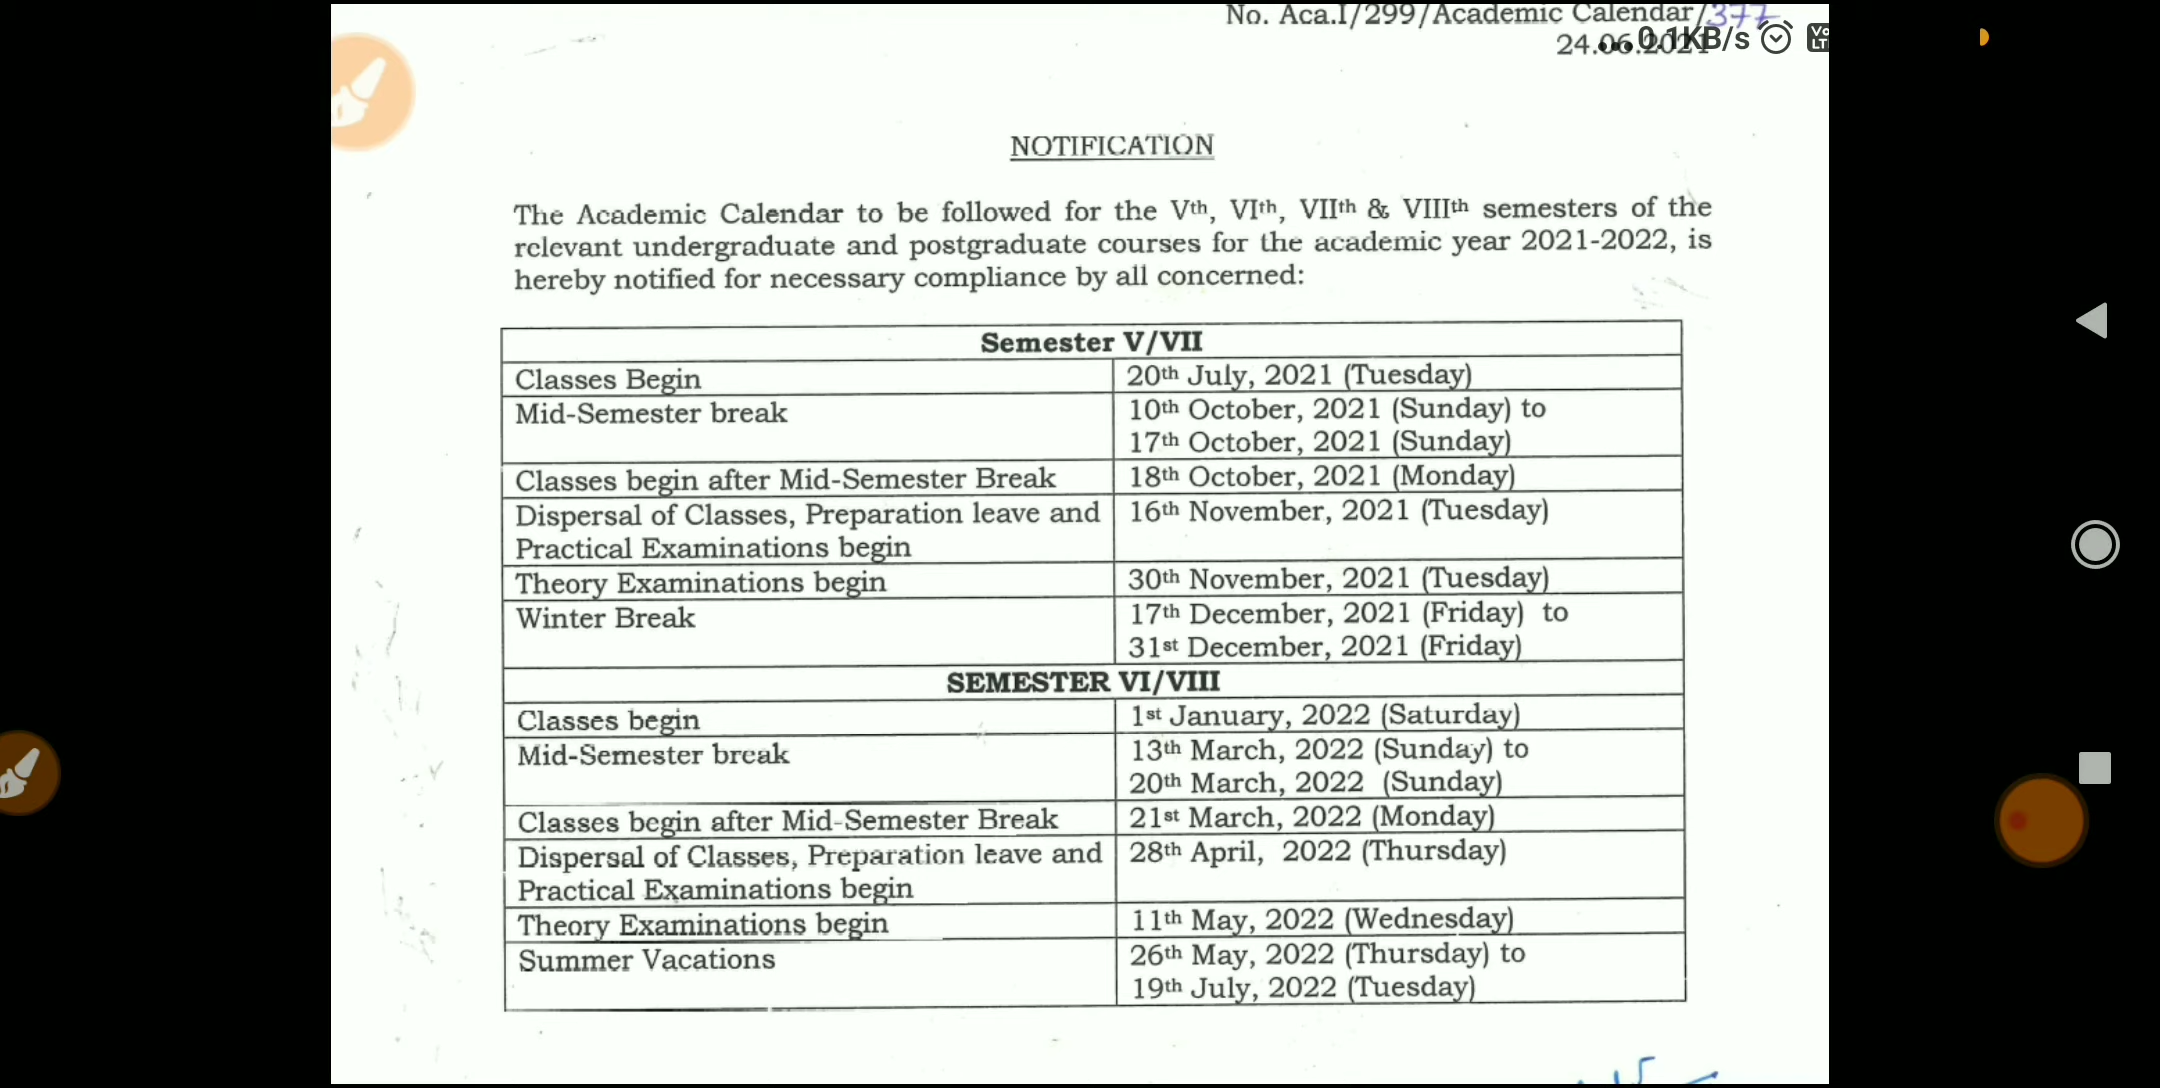 No. Aca.I/299/Academic Calendar/377
24.06.2021
0.1KB/s
Vo
LT
NOTIFICATION
The Academic Calendar to be followed for the Vth, VIth, VIIth & VIIIth semesters of the
relevant undergraduate and postgraduate courses for the academic year 2021-2022, is
hereby notified for necessary compliance by all concerned:
Semester V/VII
Classes Begin 20th July, 2021 (Tuesday)
Mid-Semester break 10th October, 2021 (Sunday) to
17th October, 2021 (Sunday)
Classes begin after Mid-Semester Break 18th October, 2021 (Monday)
Dispersal of Classes, Preparation leave and 16th November, 2021 (Tuesday)
Practical Examinations begin
Theory Examinations begin 30th November, 2021 (Tuesday)
Winter Break 17th December, 2021 (Friday) to
31st December, 2021 (Friday)
SEMESTER VI/VIII
Classes begin 1st January, 2022 (Saturday)
Mid-Semester break 13th March, 2022 (Sunday) to
20th March, 2022 (Sunday)
Classes begin after Mid-Semester Break 21st March, 2022 (Monday)
Dispersal of Classes, Preparation leave and 28th April, 2022 (Thursday)
Practical Examinations begin
Theory Examinations begin 11th May, 2022 (Wednesday)
Summer Vacations 26th May, 2022 (Thursday) to
19th July, 2022 (Tuesday)